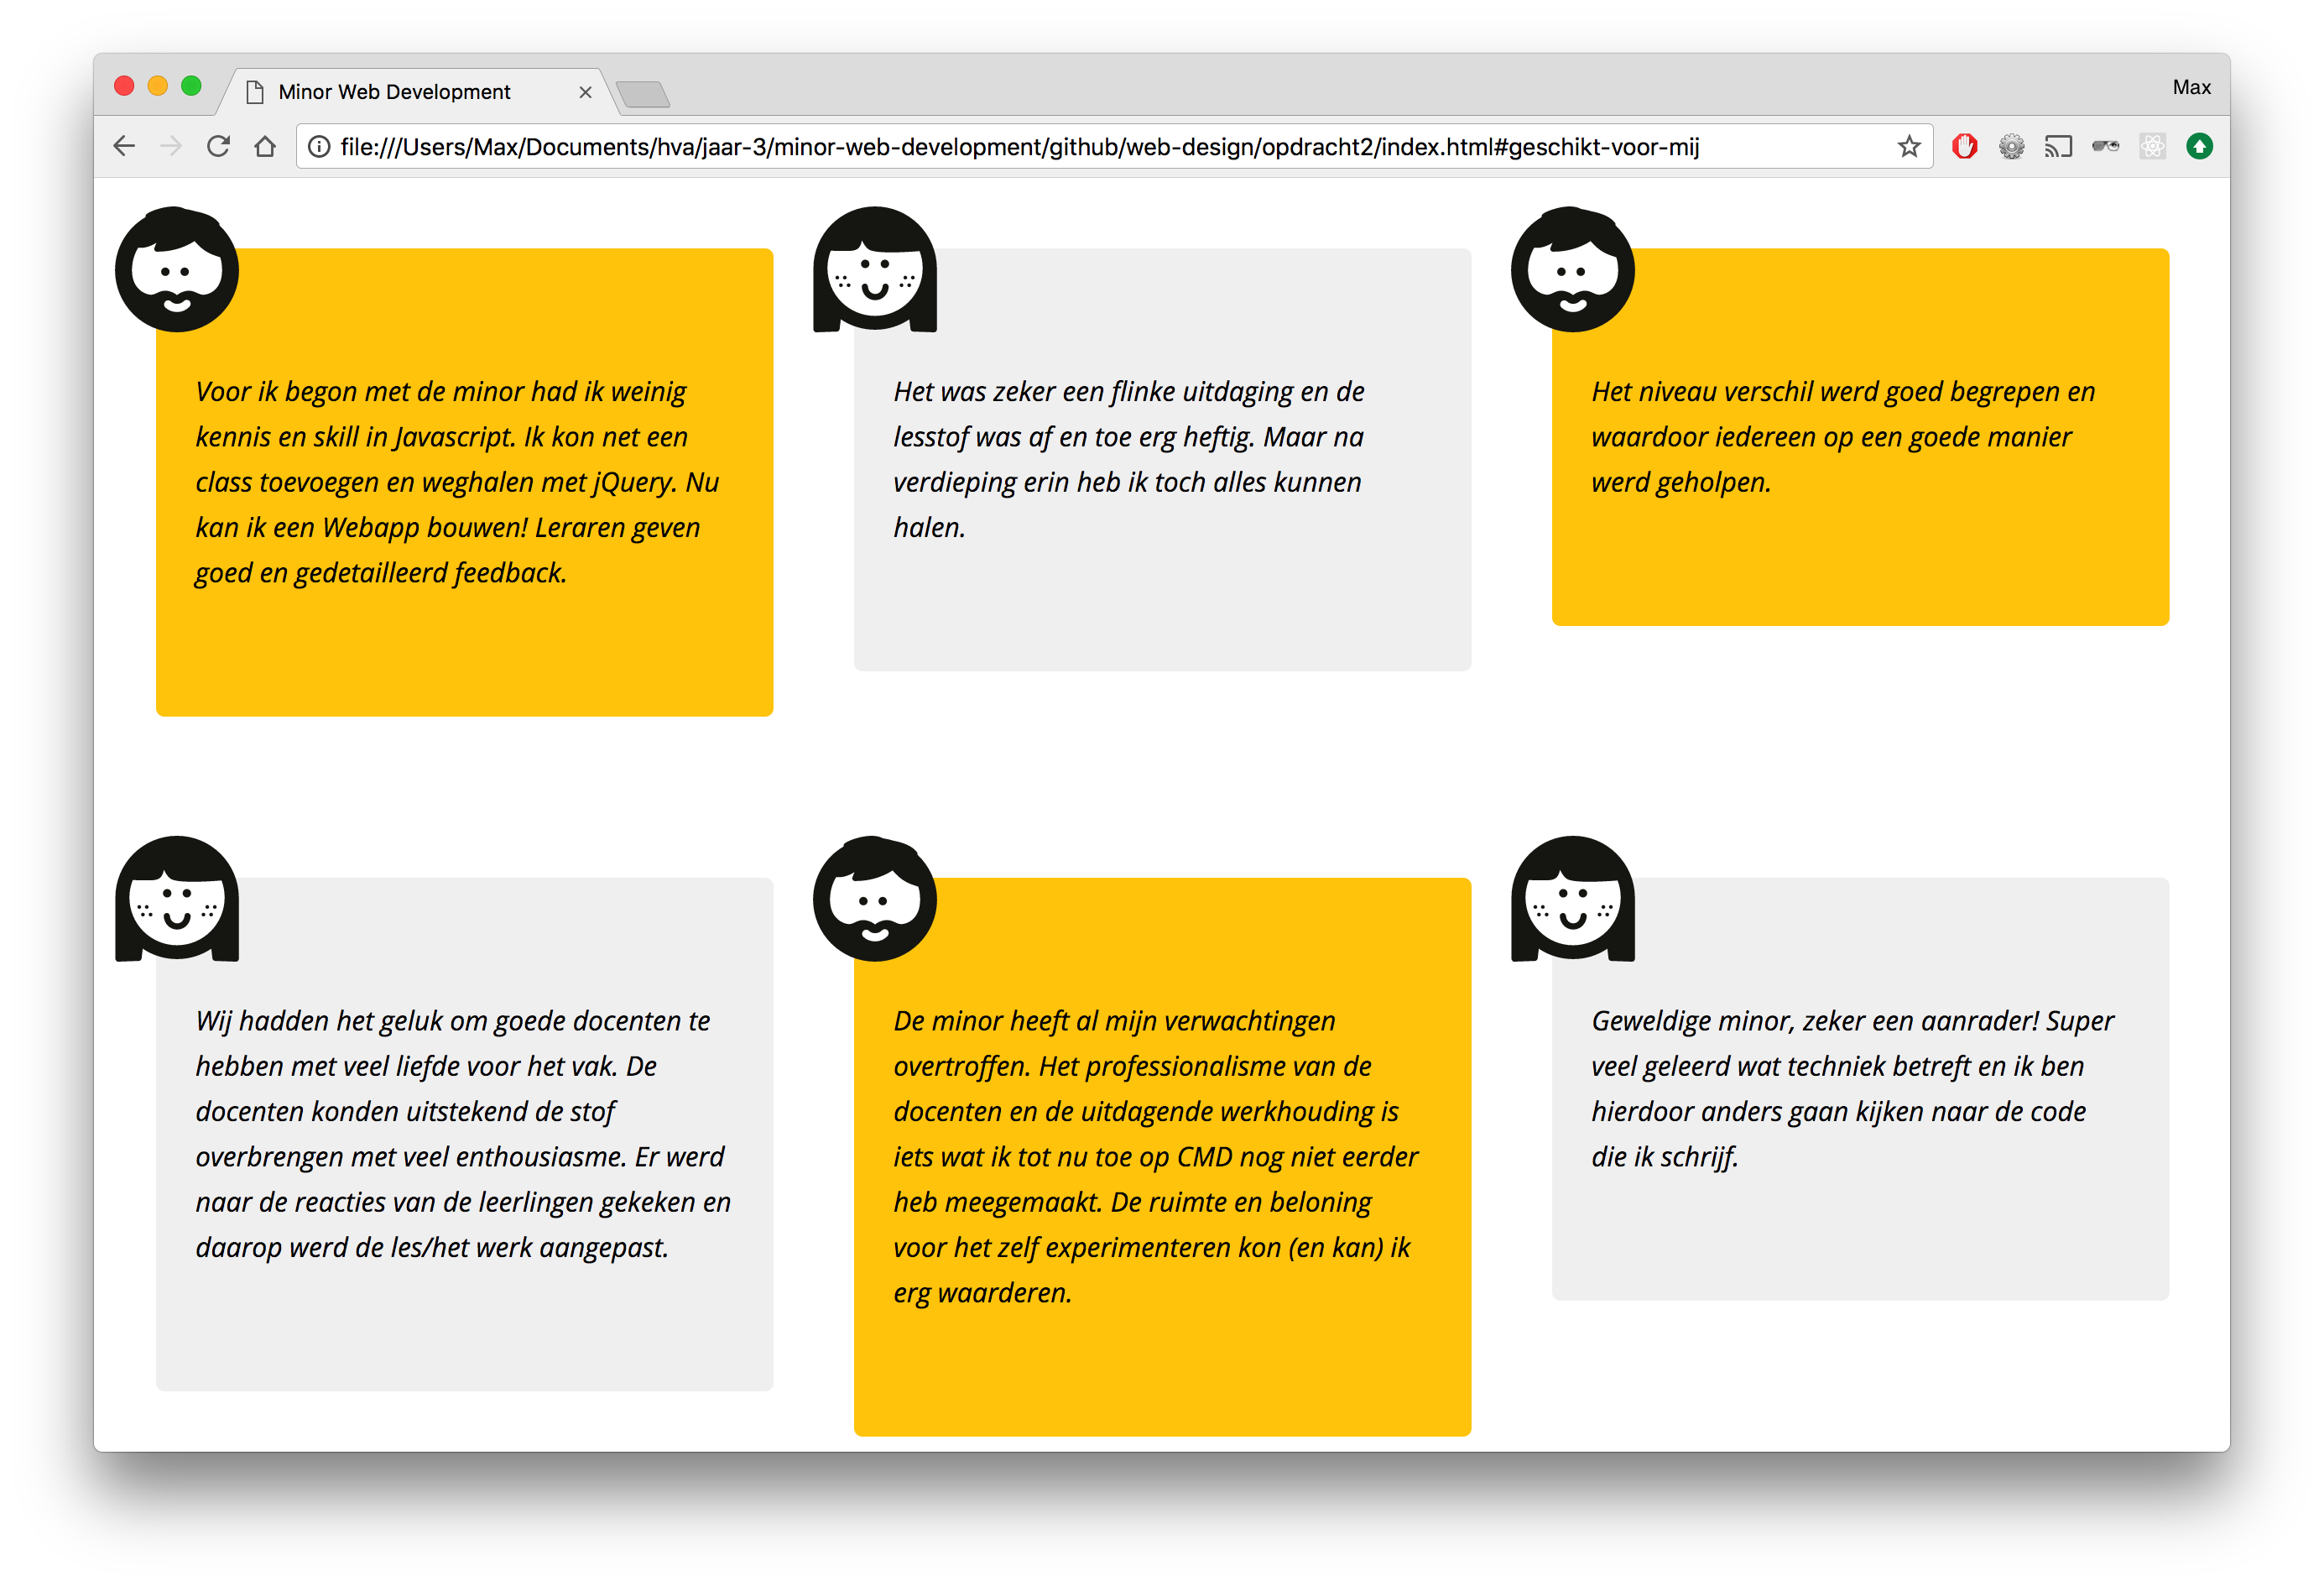 Minor Web Development
Max
file:///Users/Max/Documents/hva/jaar-3/minor-web-development/github/web-design/opdracht2/index.html#geschikt-voor-mij
Voor ik begon met de minor had ik weinig
kennis en skill in Javascript. Ik kon net een
class toevoegen en weghalen met jQuery. Nu
kan ik een Webapp bouwen! Leraren geven
goed en gedetailleerd feedback.
Het was zeker een flinke uitdaging en de
lesstof was af en toe erg heftig. Maar na
verdieping erin heb ik toch alles kunnen
halen.
Het niveau verschil werd goed begrepen en
waardoor iedereen op een goede manier
werd geholpen.
Wij hadden het geluk om goede docenten te
hebben met veel liefde voor het vak. De
docenten konden uitstekend de stof
overbrengen met veel enthousiasme. Er werd
naar de reacties van de leerlingen gekeken en
daarop werd de les/het werk aangepast.
De minor heeft al mijn verwachtingen
overtroffen. Het professionalisme van de
docenten en de uitdagende werkhouding is
iets wat ik tot nu toe op CMD nog niet eerder
heb meegemaakt. De ruimte en beloning
voor het zelf experimenteren kon (en kan) ik
erg waarderen.
Geweldige minor, zeker een aanrader! Super
veel geleerd wat techniek betreft en ik ben
hierdoor anders gaan kijken naar de code
die ik schrijf.